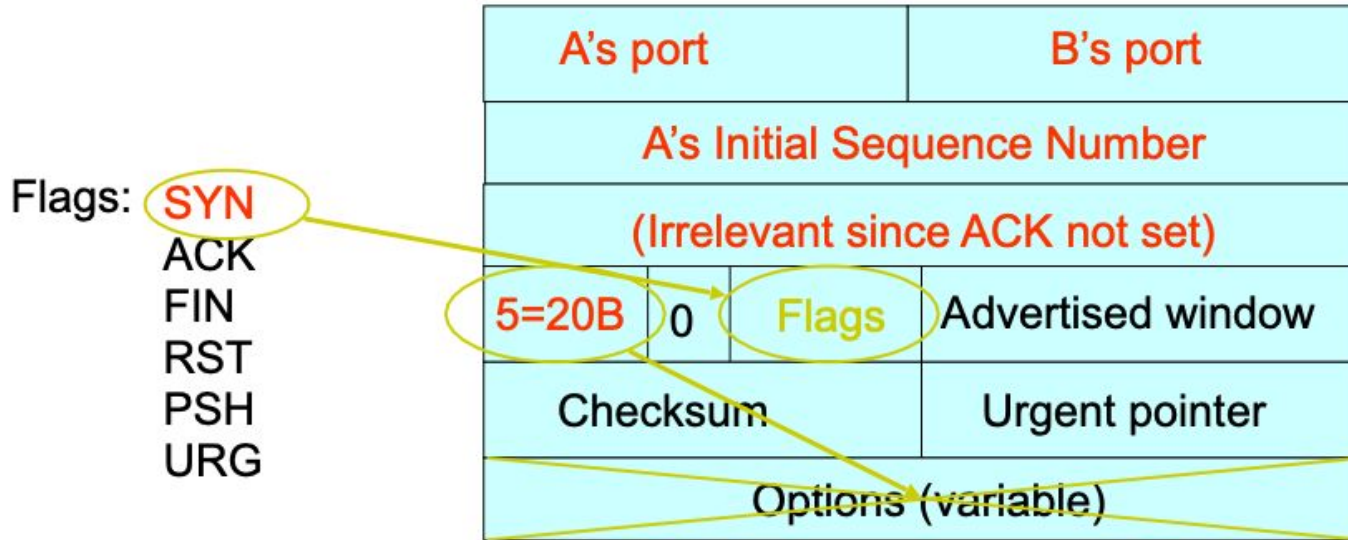 A's port B's port
A's Initial Sequence Number
Flags: SYN
(Irrelevant since ACK not set)
ACK
FIN
RST
PSH
URG
5=20B 0 Flags Advertised window
Checksum Urgent pointer
Options (variable)